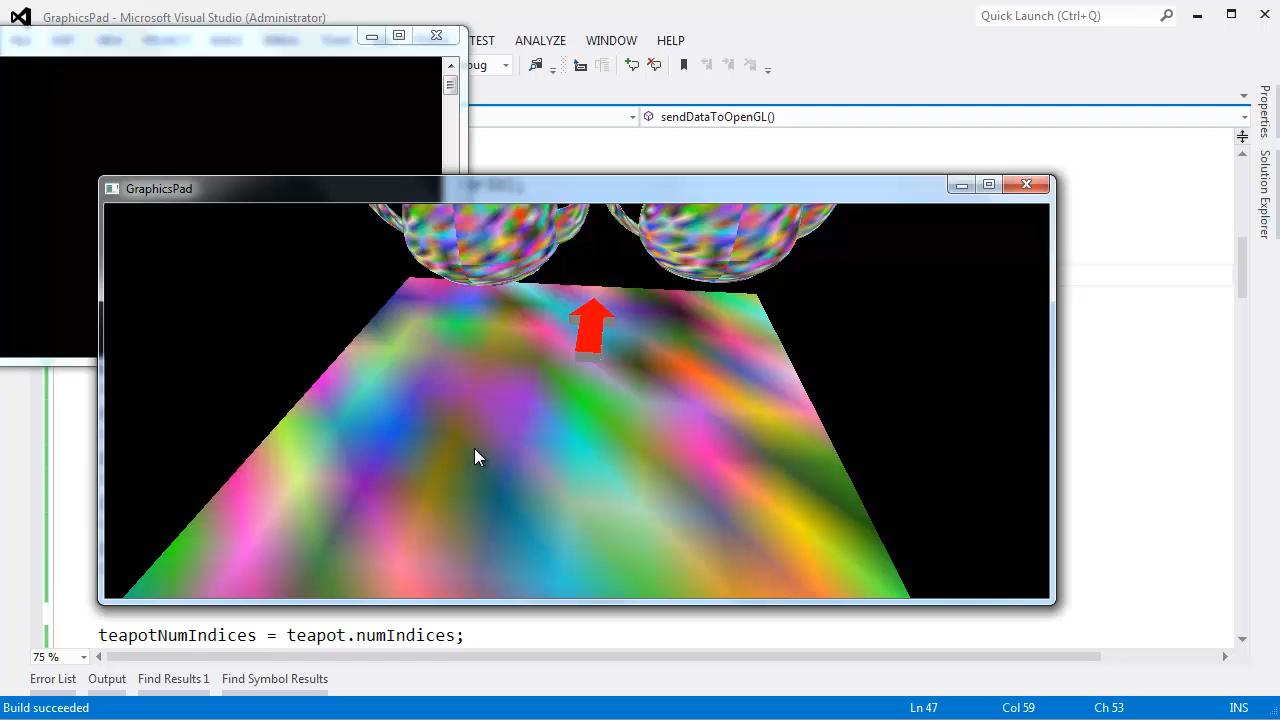 GraphicsPad - Microsoft Visual Studio (Administrator)
Quick Launch (Ctrl+Q)
TEST ANALYZE WINDOW HELP
bug
sendDataToOpenGL()
Properties
Solution Explorer
GraphicsPad
teapotNumIndices = teapot.numIndices;
75 %
Error List Output Find Results 1 Find Symbol Results
Build succeeded Ln 47 Col 59 Ch 53 INS